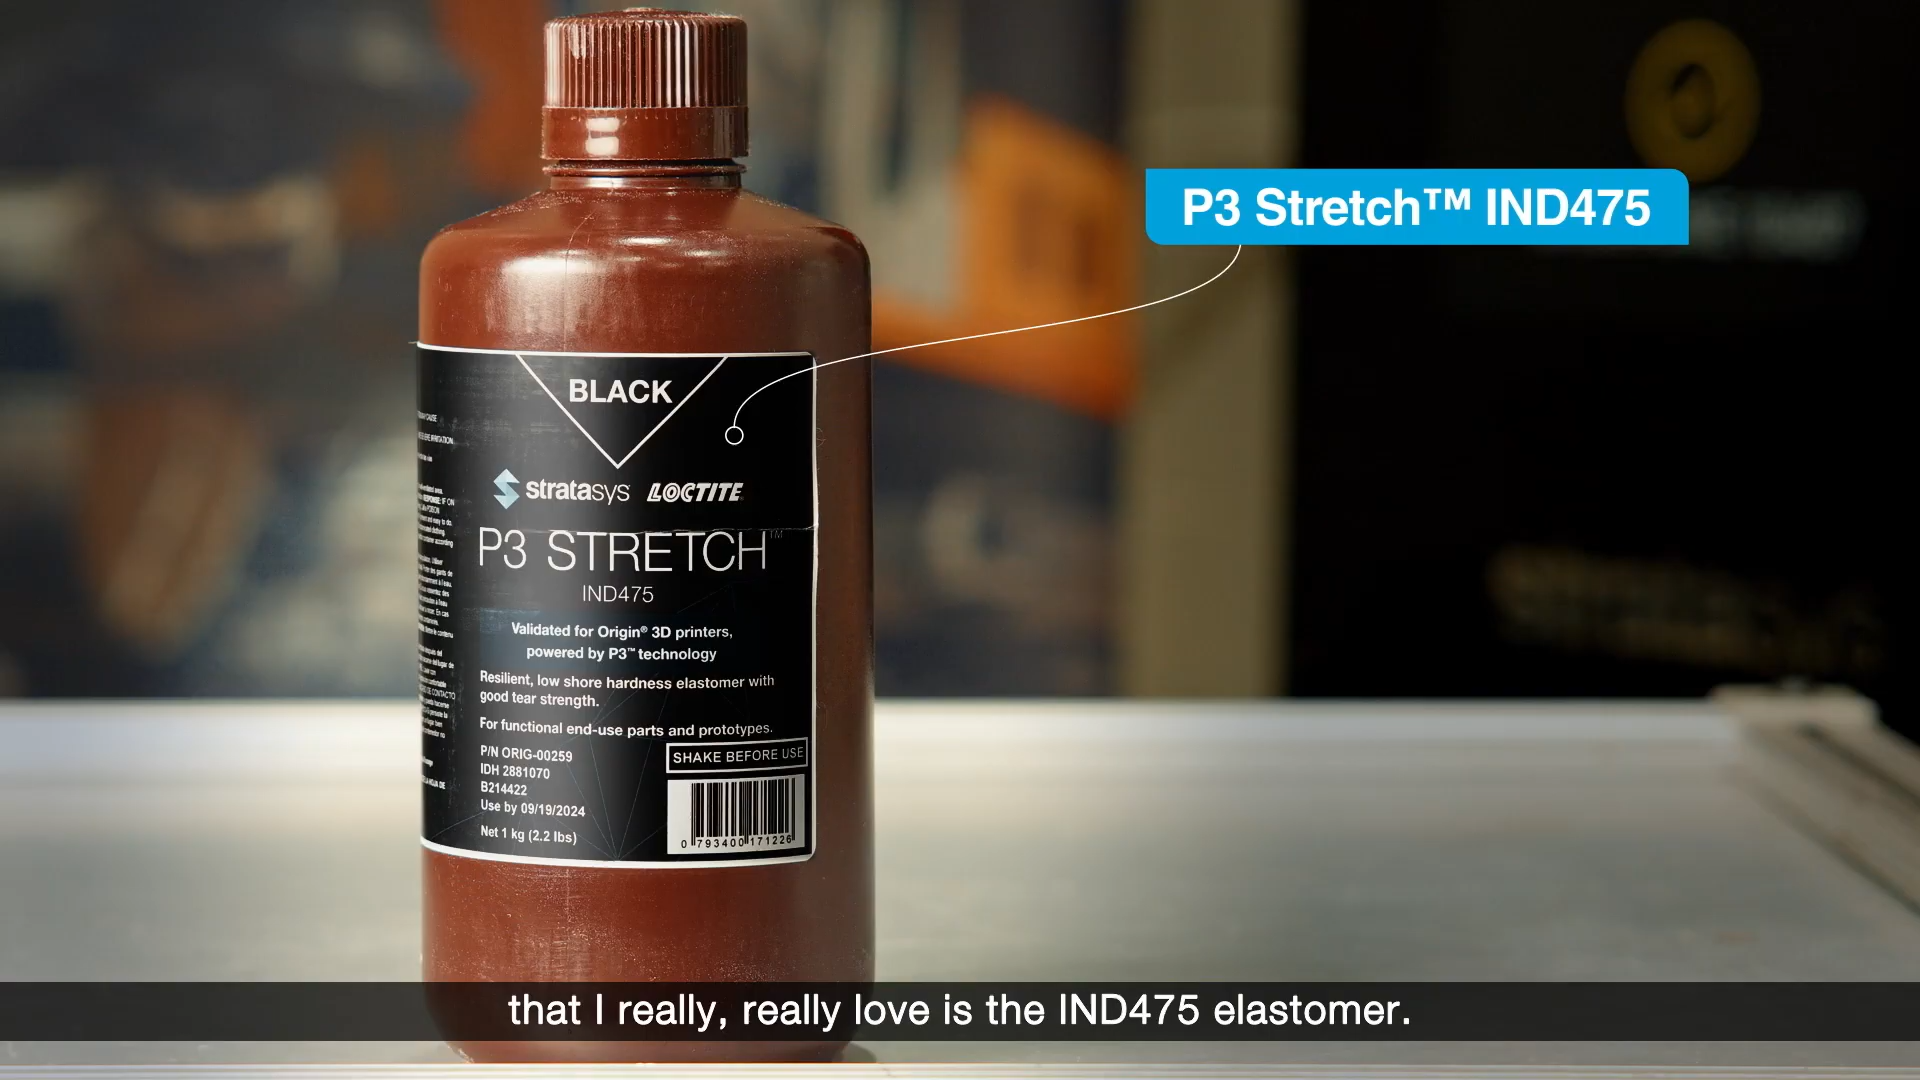 P3 Stretch™ IND475
BLACK
stratasys LOCTITE
P3 STRETCH™
IND475
Validated for Origin® 3D printers,
powered by P3™ technology
Resilient, low shore hardness elastomer with
good tear strength.
For functional end-use parts and prototypes.
P/N ORIG-00259
IDH 2881070
B214422
Use by 09/19/2024
Net 1 kg (2.2 lbs)
SHAKE BEFORE USE
0 793400 171226
that I really, really love is the IND475 elastomer.